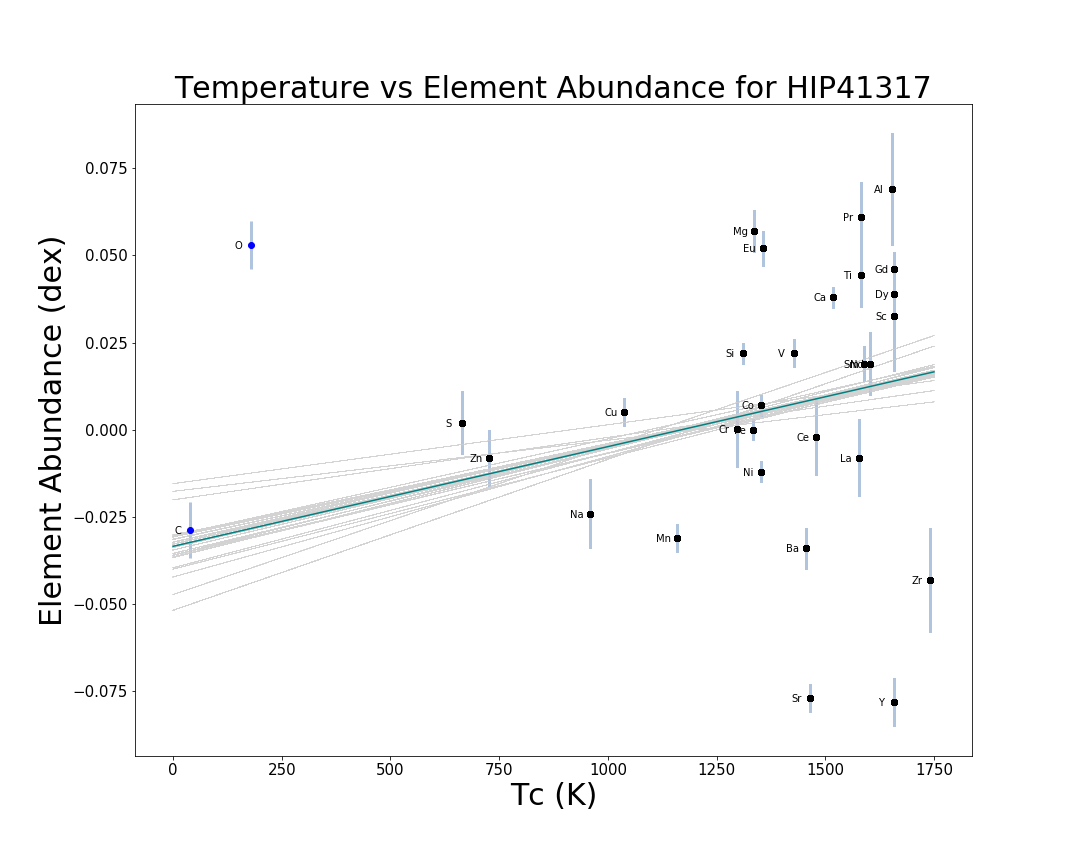 Temperature vs Element Abundance for HIP41317
Element Abundance (dex)
0.075
0.050
0.025
0.000
−0.025
−0.050
−0.075
Al
Pr
Mg
O
Eu
Gd
Ti
Dy
Ca
Sc
Si
V
Co
Cu
S
Cr
Ce
Zn
La
Ni
Na
C
Mn
Ba
Zr
Sr
Y
0
250
500
750
1000
1250
1500
1750
Tc (K)